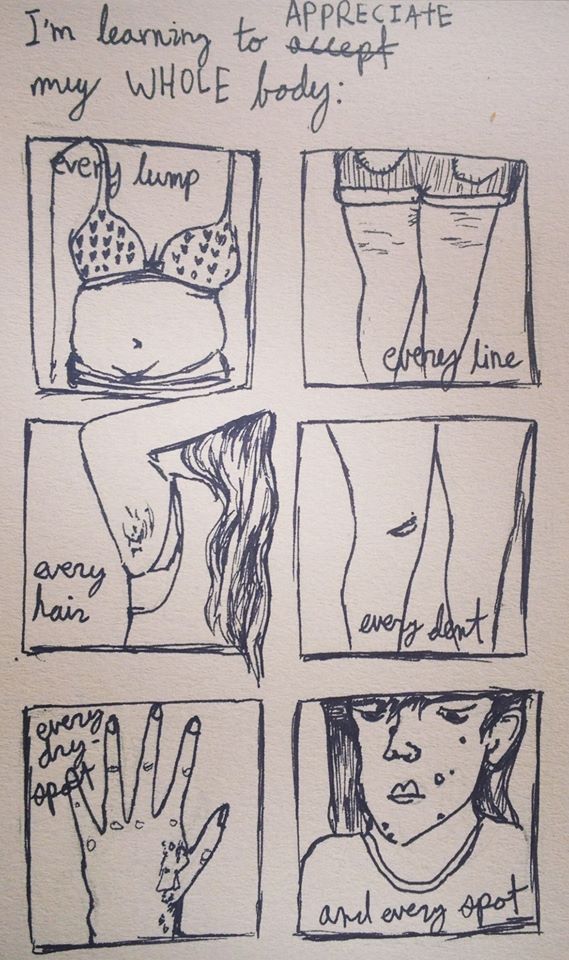 I'm learning to accept APPRECIATE
my WHOLE body:
every lump
every line
every
hair
every dent
every
dry-
spot
and every spot